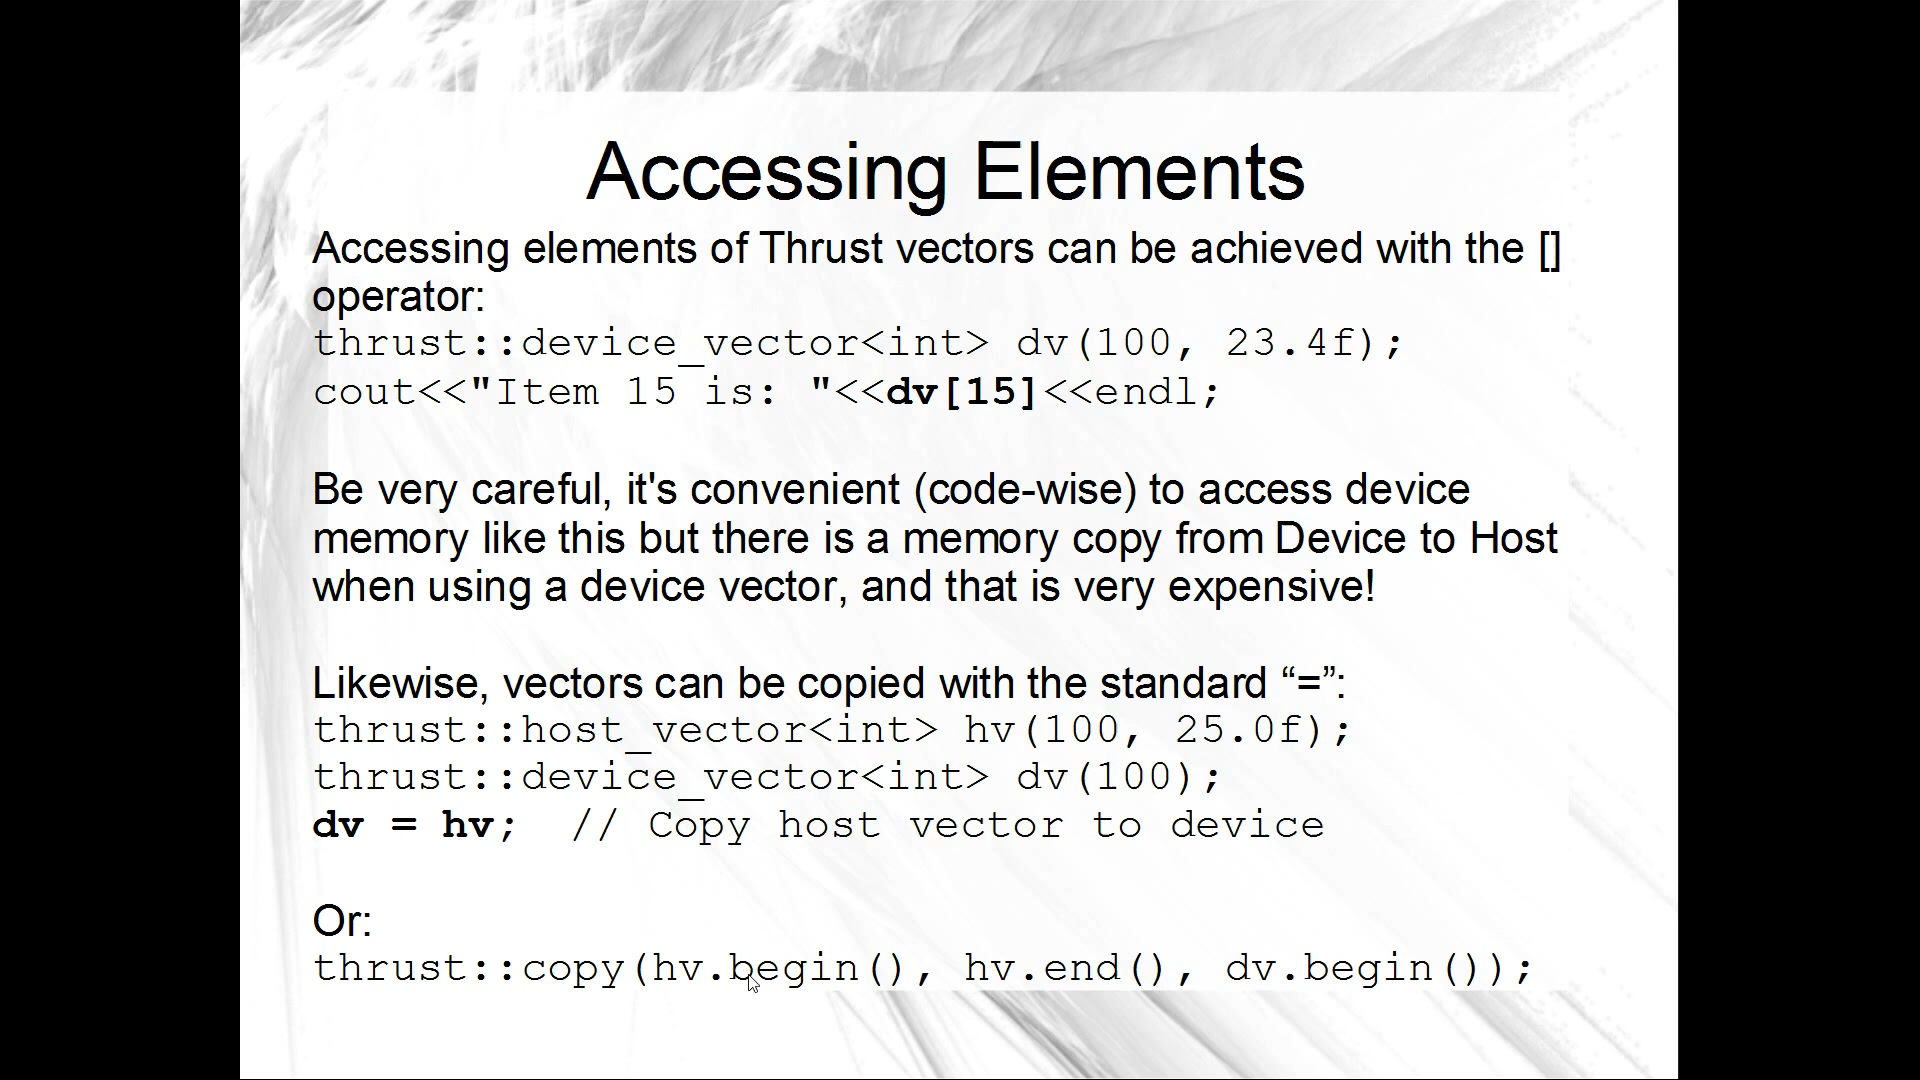 Accessing Elements
Accessing elements of Thrust vectors can be achieved with the []
operator:
thrust::device_vector<int> dv(100, 23.4f);
cout<<"Item 15 is: "<<dv[15]<<endl;
Be very careful, it's convenient (code-wise) to access device
memory like this but there is a memory copy from Device to Host
when using a device vector, and that is very expensive!
Likewise, vectors can be copied with the standard “=”:
thrust::host_vector<int> hv(100, 25.0f);
thrust::device_vector<int> dv(100);
dv = hv;  // Copy host vector to device
Or:
thrust::copy(hv.begin(), hv.end(), dv.begin());